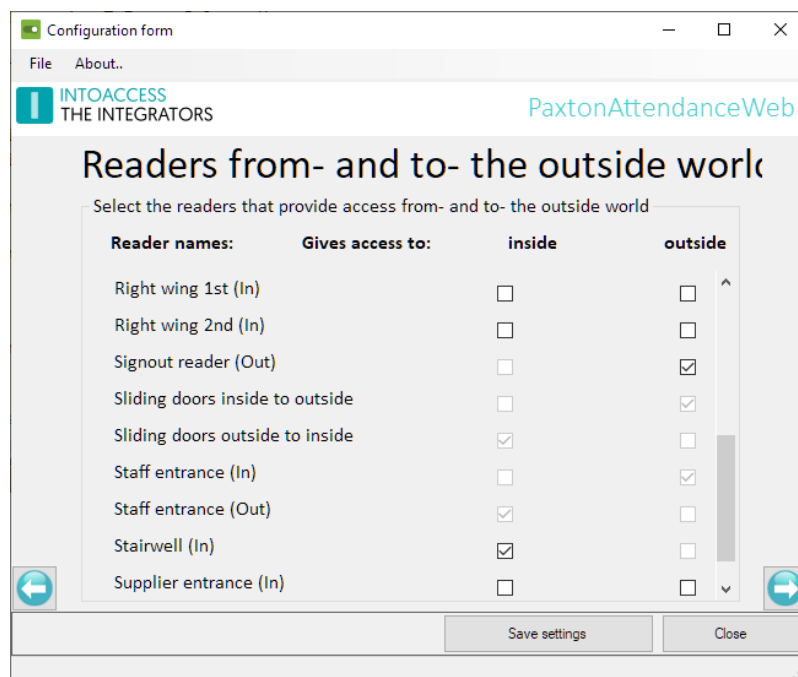 Configuration form
File About..
INTOACCESS
THE INTEGRATORS
PaxtonAttendanceWeb
Readers from- and to- the outside worl
Select the readers that provide access from- and to- the outside world
Reader names: Gives access to: inside outside
Right wing 1st (In)
Right wing 2nd (In)
Signout reader (Out)
Sliding doors inside to outside
Sliding doors outside to inside
Staff entrance (In)
Staff entrance (Out)
Stairwell (In)
Supplier entrance (In)
Save settings Close